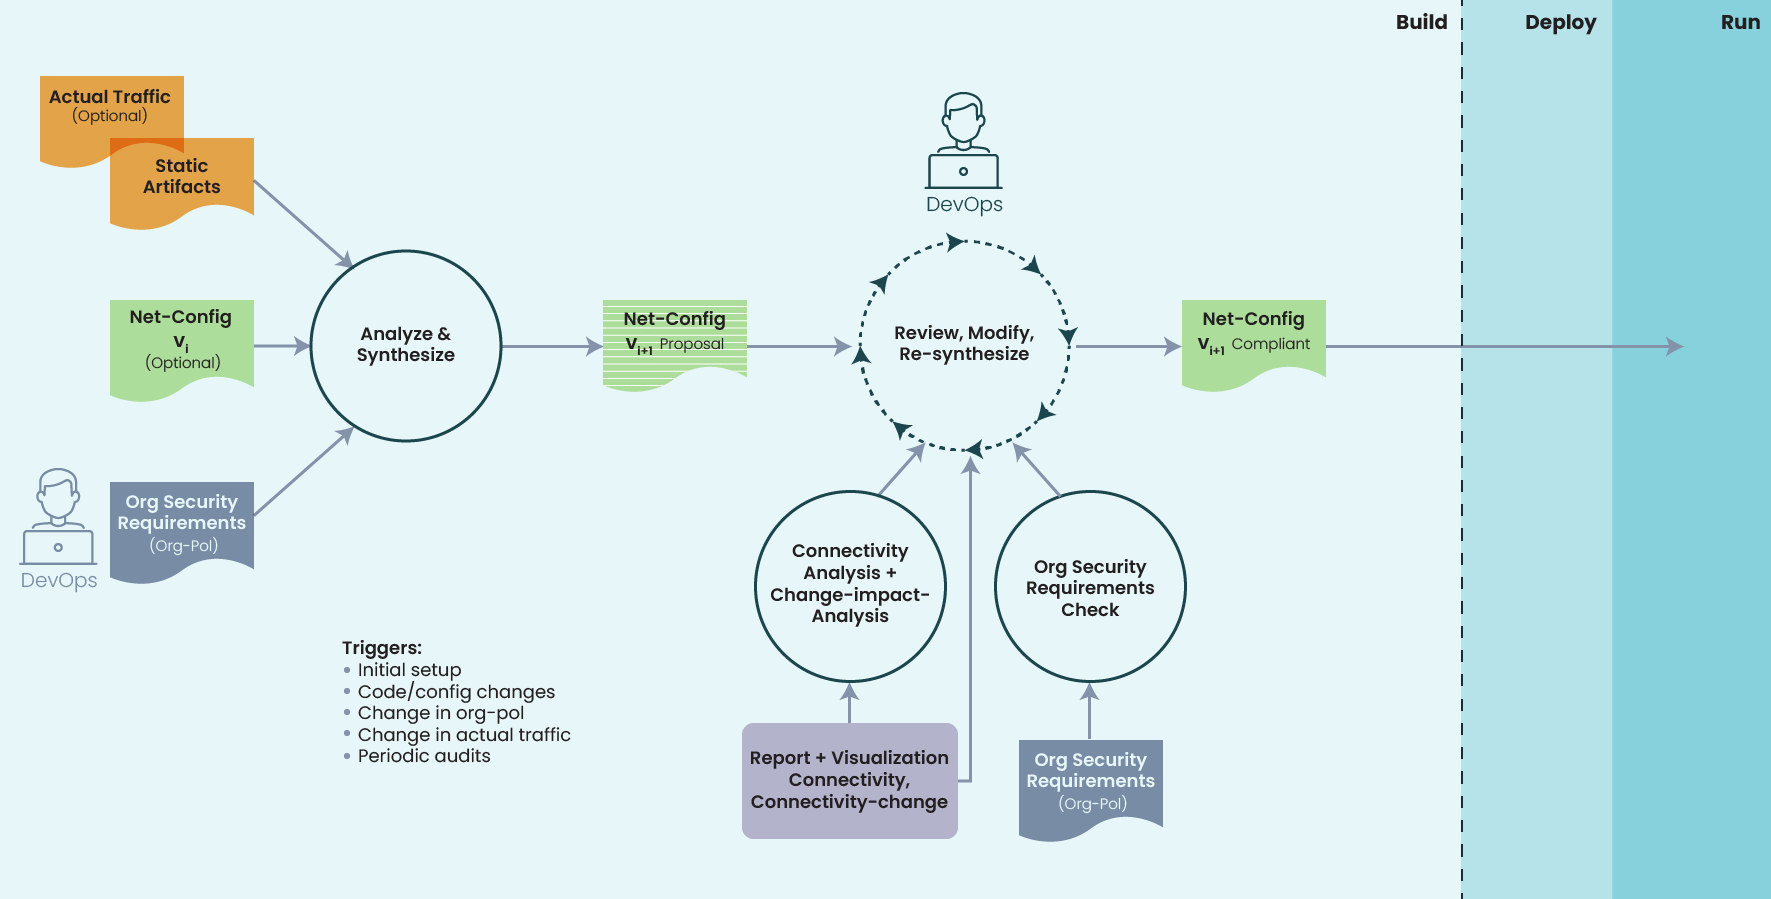 Build
Deploy
Run
Actual Traffic
(Optional)
Static
Artifacts
Net-Config
Vi
(Optional)
Org Security
Requirements
(Org-Pol)
DevOps
Analyze &
Synthesize
Net-Config
Vi+1 Proposal
DevOps
Review, Modify,
Re-synthesize
Net-Config
Vi+1 Compliant
Connectivity
Analysis +
Change-impact-
Analysis
Org Security
Requirements
Check
Triggers:
• Initial setup
• Code/config changes
• Change in org-pol
• Change in actual traffic
• Periodic audits
Report + Visualization
Connectivity,
Connectivity-change
Org Security
Requirements
(Org-Pol)